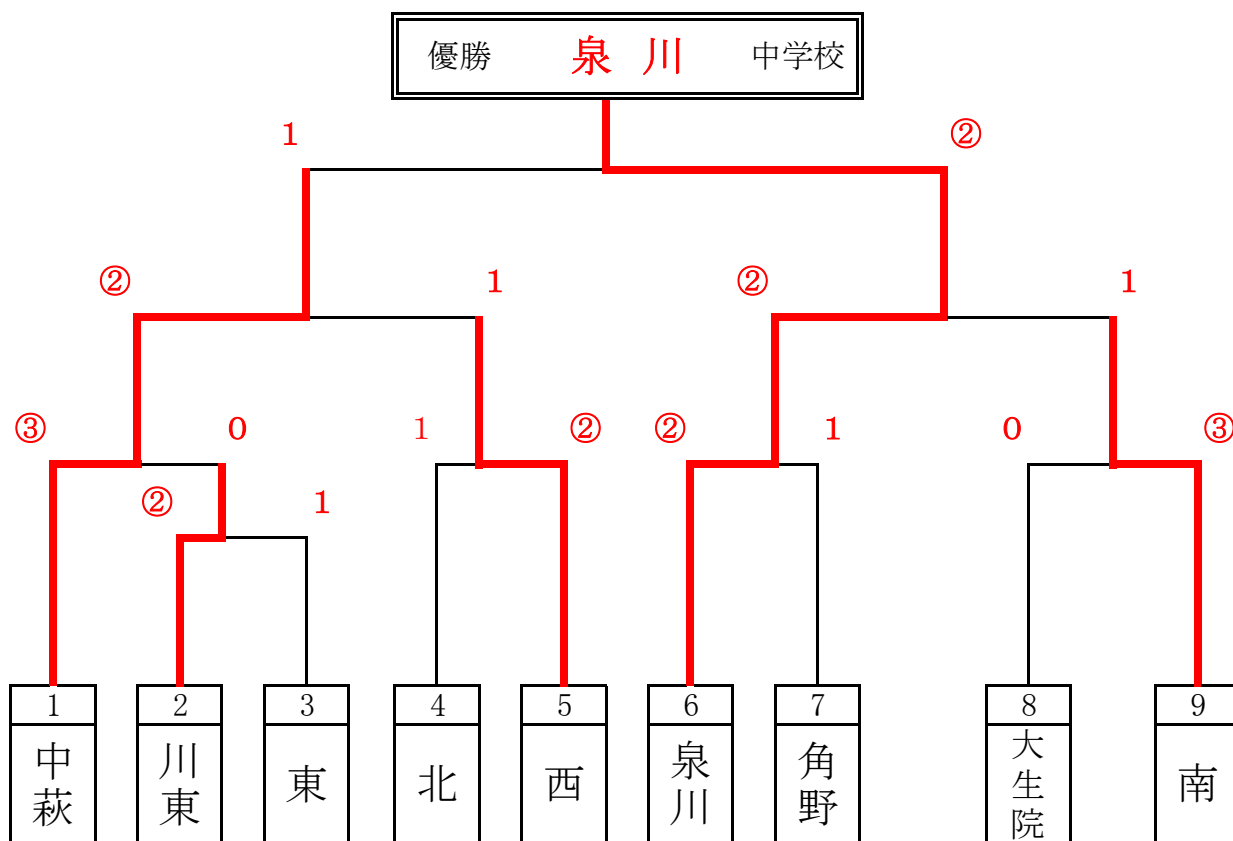 優勝 泉川 中学校
1 ②
② 1 ② 1
③ 0 1 ② ② 1 0 ③
② 1
1 2 3 4 5 6 7 8 9
中萩 川東 東 北 西 泉川 角野 大生院 南